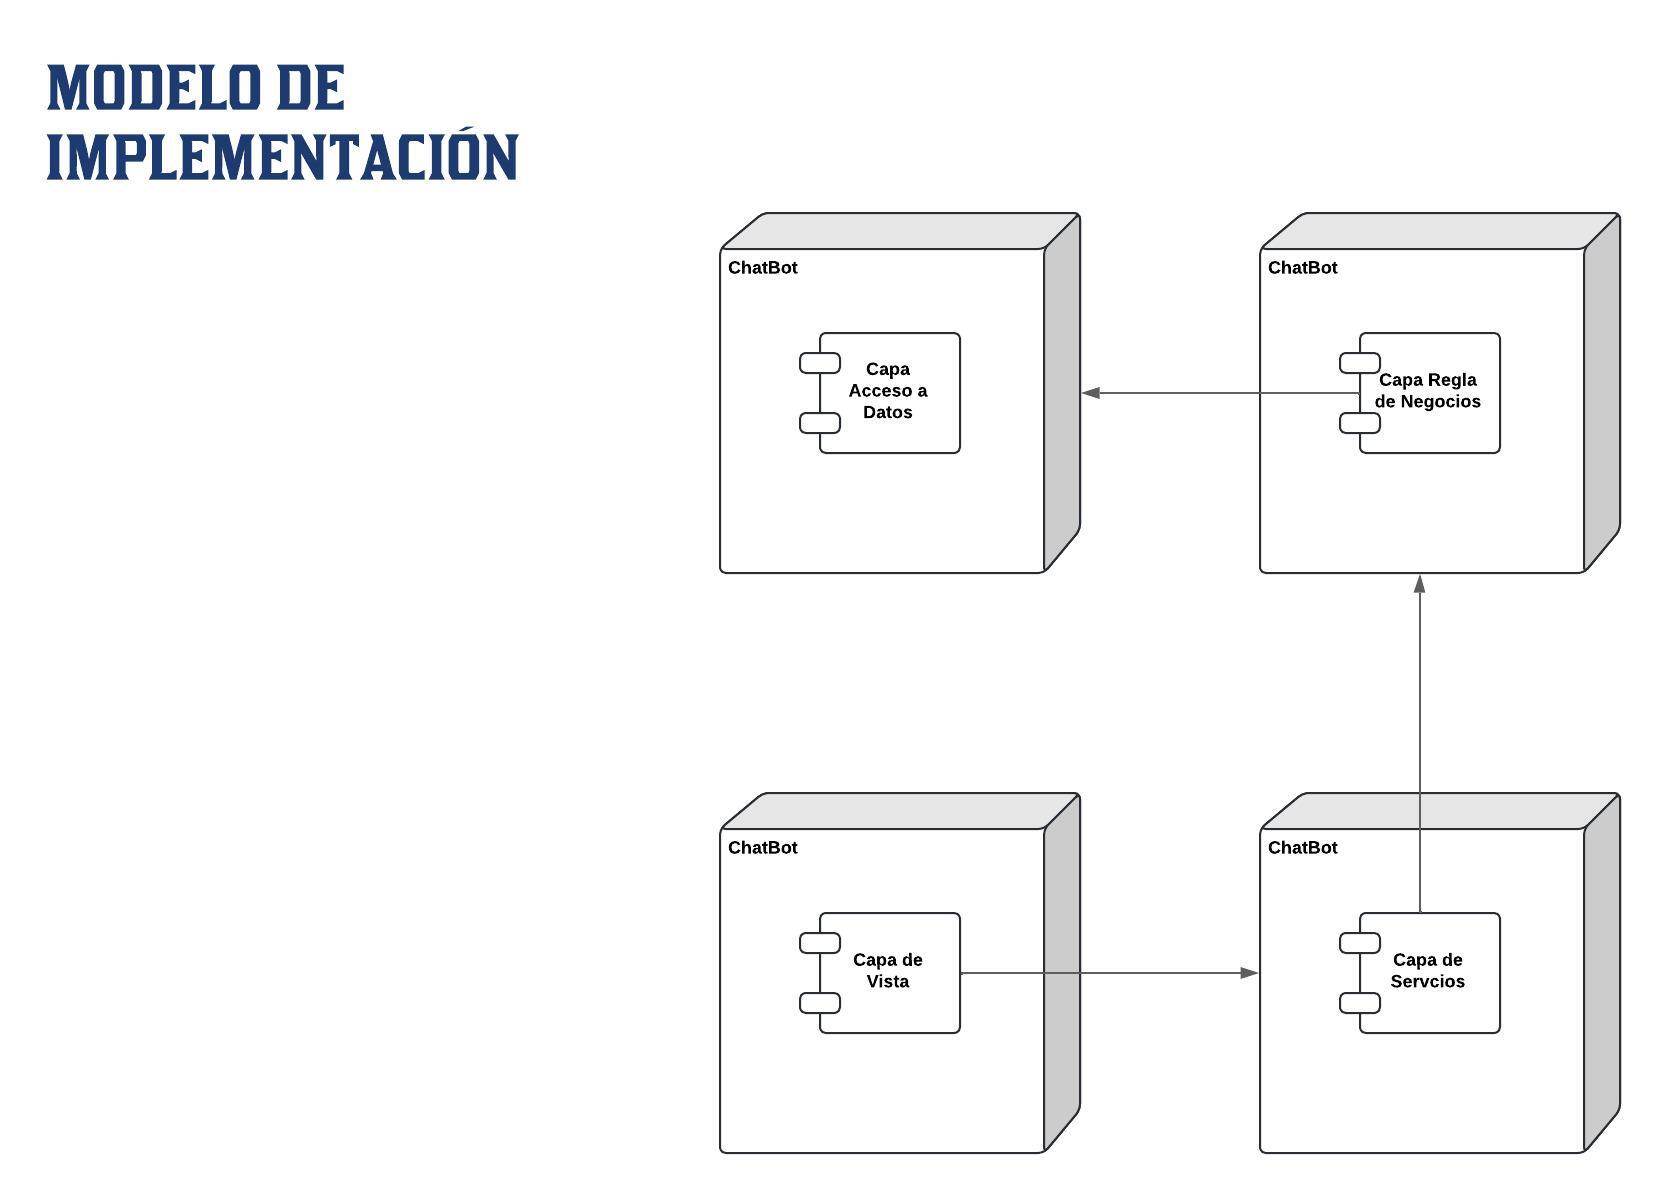 MODELO DE
IMPLEMENTACIÓN
ChatBot
Capa
Acceso a
Datos
ChatBot
Capa Regla
de Negocios
ChatBot
Capa de
Vista
ChatBot
Capa de
Servcios